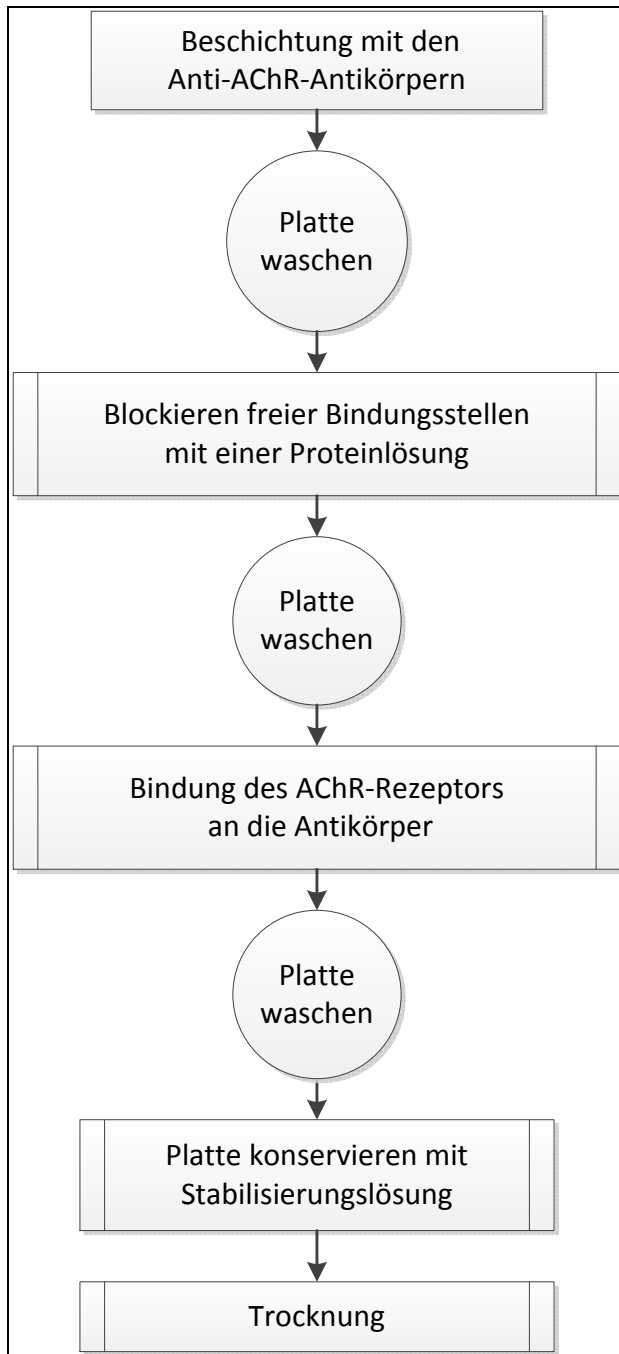 Beschichtung mit den
Anti-AChR-Antikörpern
Platte
waschen
Blockieren freier Bindungsstellen
mit einer Proteinlösung
Platte
waschen
Bindung des AChR-Rezeptors
an die Antikörper
Platte
waschen
Platte konservieren mit
Stabilisierungslösung
Trocknung